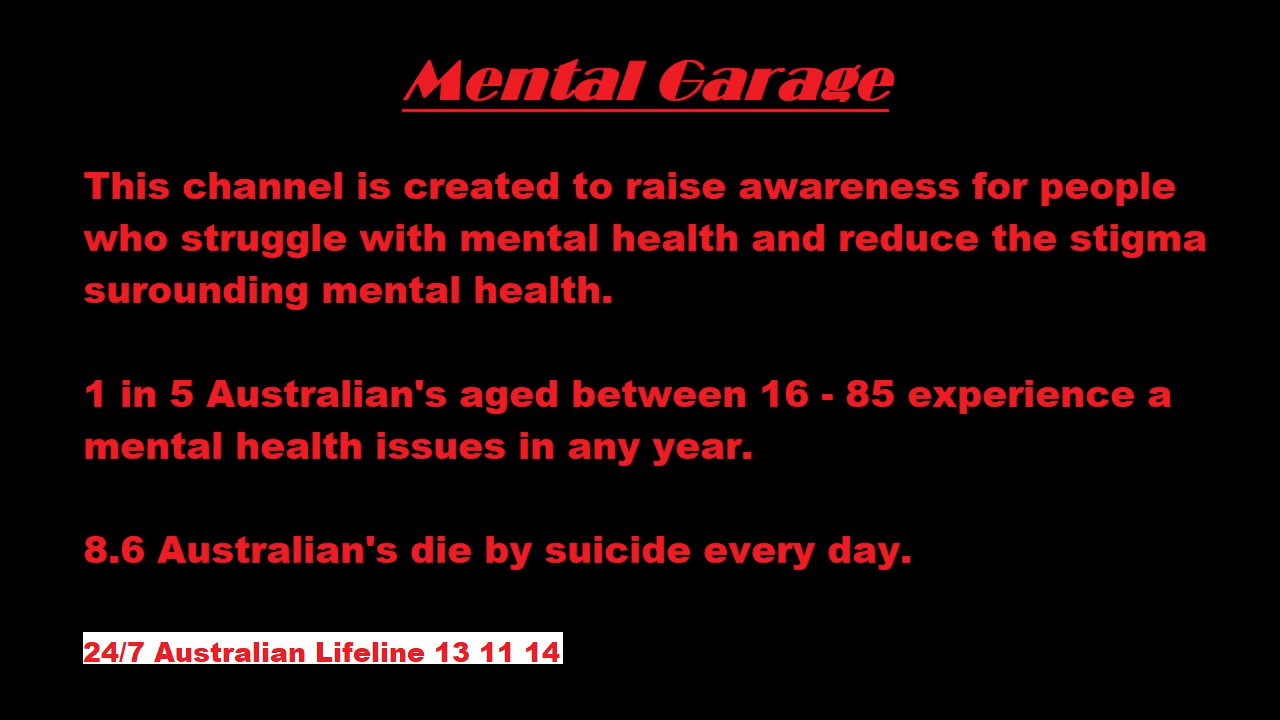 Mental Garage
This channel is created to raise awareness for people
who struggle with mental health and reduce the stigma
surounding mental health.
1 in 5 Australian's aged between 16 - 85 experience a
mental health issues in any year.
8.6 Australian's die by suicide every day.
24/7 Australian Lifeline 13 11 14